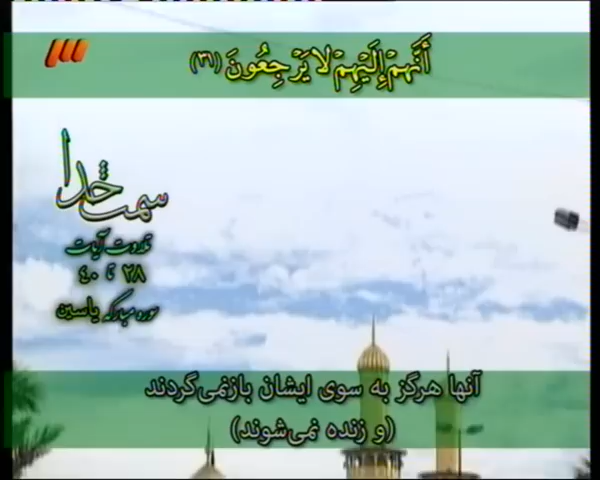 أَنَّهُمْ إِلَيْهِمْ لَا يَرْجِعُونَ (٣١)
سمت خدا
تلاوت آیات
۲۸ تا ۴۰
سوره مبارکه یاسین
آنها هرگز به سوی ایشان بازنمی‌گردند
(و زنده نمی‌شوند)